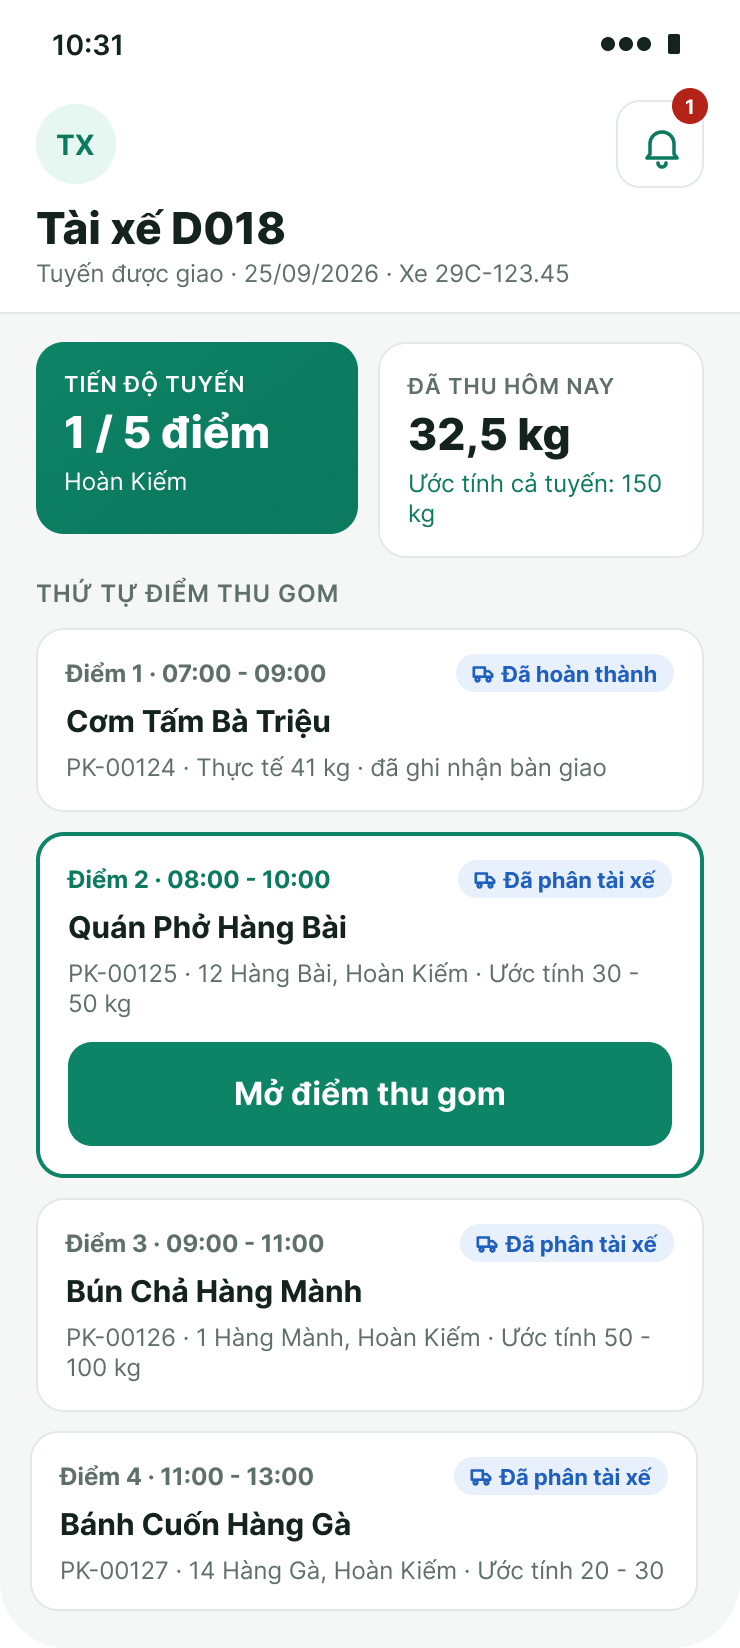 10:31
TX
1
Tài xế D018
Tuyến được giao · 25/09/2026 · Xe 29C-123.45
TIẾN ĐỘ TUYẾN
1 / 5 điểm
Hoàn Kiếm
ĐÃ THU HÔM NAY
32,5 kg
Ước tính cả tuyến: 150
kg
THỨ TỰ ĐIỂM THU GOM
Điểm 1 · 07:00 - 09:00
Đã hoàn thành
Cơm Tấm Bà Triệu
PK-00124 · Thực tế 41 kg · đã ghi nhận bàn giao
Điểm 2 · 08:00 - 10:00
Đã phân tài xế
Quán Phở Hàng Bài
PK-00125 · 12 Hàng Bài, Hoàn Kiếm · Ước tính 30 -
50 kg
Mở điểm thu gom
Điểm 3 · 09:00 - 11:00
Đã phân tài xế
Bún Chả Hàng Mành
PK-00126 · 1 Hàng Mành, Hoàn Kiếm · Ước tính 50 -
100 kg
Điểm 4 · 11:00 - 13:00
Đã phân tài xế
Bánh Cuốn Hàng Gà
PK-00127 · 14 Hàng Gà, Hoàn Kiếm · Ước tính 20 - 30